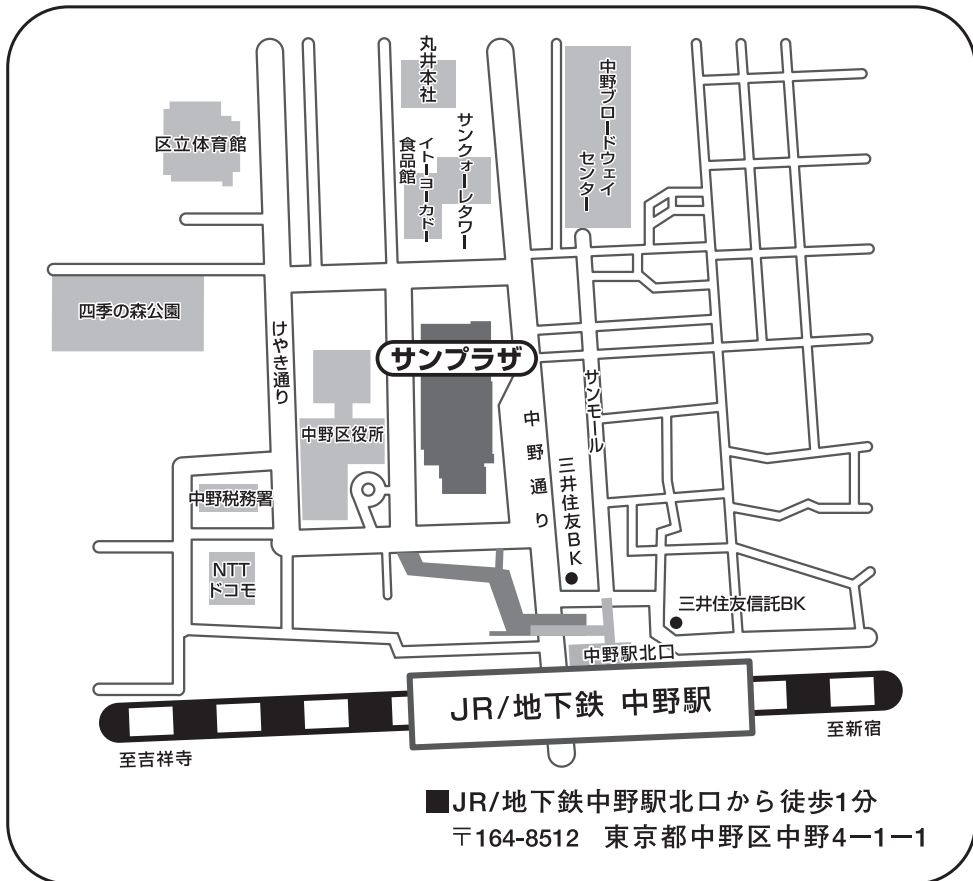 丸井本社
区立体育館
イトーヨーカドー
食品館
サンクォーレタワー
中野ブロードウェイ
センター
四季の森公園
けやき通り
サンプラザ
サンモール
中野区役所
中野通り
三井住友BK
中野税務署
NTT
ドコモ
三井住友信託BK
中野駅北口
JR/地下鉄 中野駅
至吉祥寺
至新宿
■JR/地下鉄中野駅北口から徒歩1分
〒164-8512 東京都中野区中野4ー1ー1